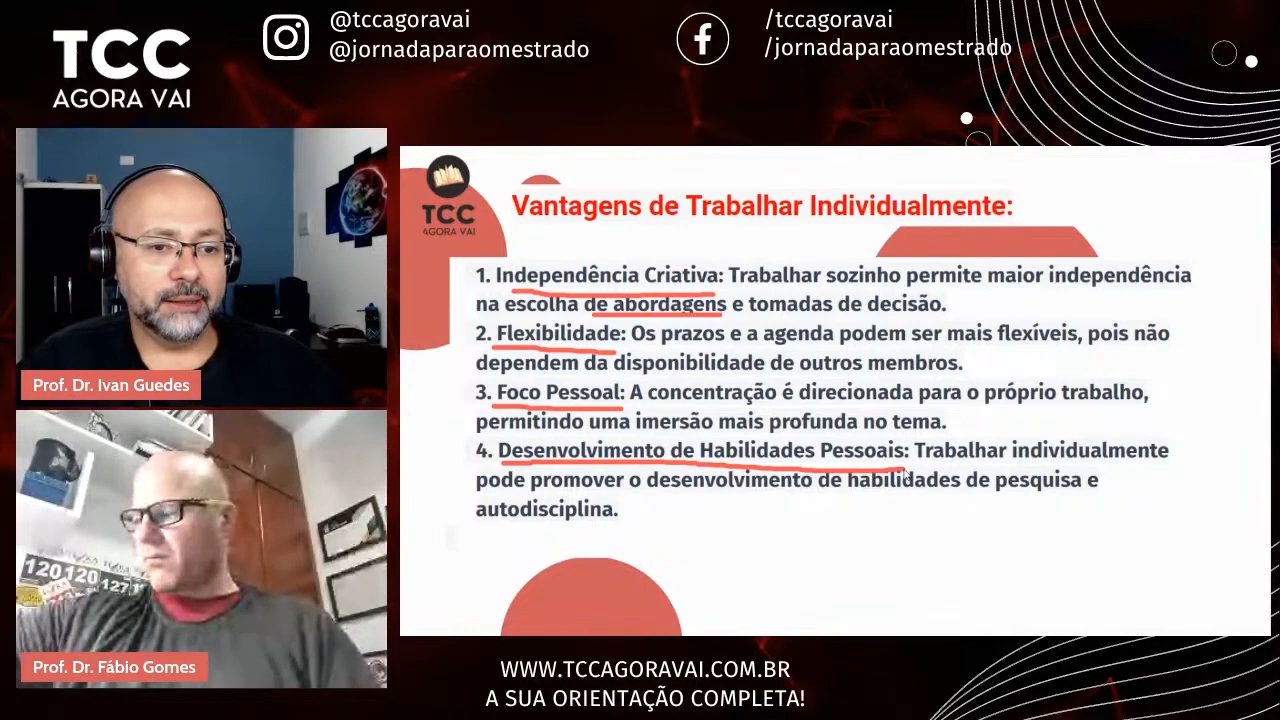 TCC
AGORA VAI
@tccagoravai
@jornadaparaomestrado
/tccagoravai
/jornadaparaomestrado
Prof. Dr. Ivan Guedes
120 120 127
Prof. Dr. Fábio Gomes
TCC
AGORA VAI
Vantagens de Trabalhar Individualmente:
1. Independência Criativa: Trabalhar sozinho permite maior independência
na escolha de abordagens e tomadas de decisão.
2. Flexibilidade: Os prazos e a agenda podem ser mais flexíveis, pois não
dependem da disponibilidade de outros membros.
3. Foco Pessoal: A concentração é direcionada para o próprio trabalho,
permitindo uma imersão mais profunda no tema.
4. Desenvolvimento de Habilidades Pessoais: Trabalhar individualmente
pode promover o desenvolvimento de habilidades de pesquisa e
autodisciplina.
WWW.TCCAGORAVAI.COM.BR
A SUA ORIENTAÇÃO COMPLETA!